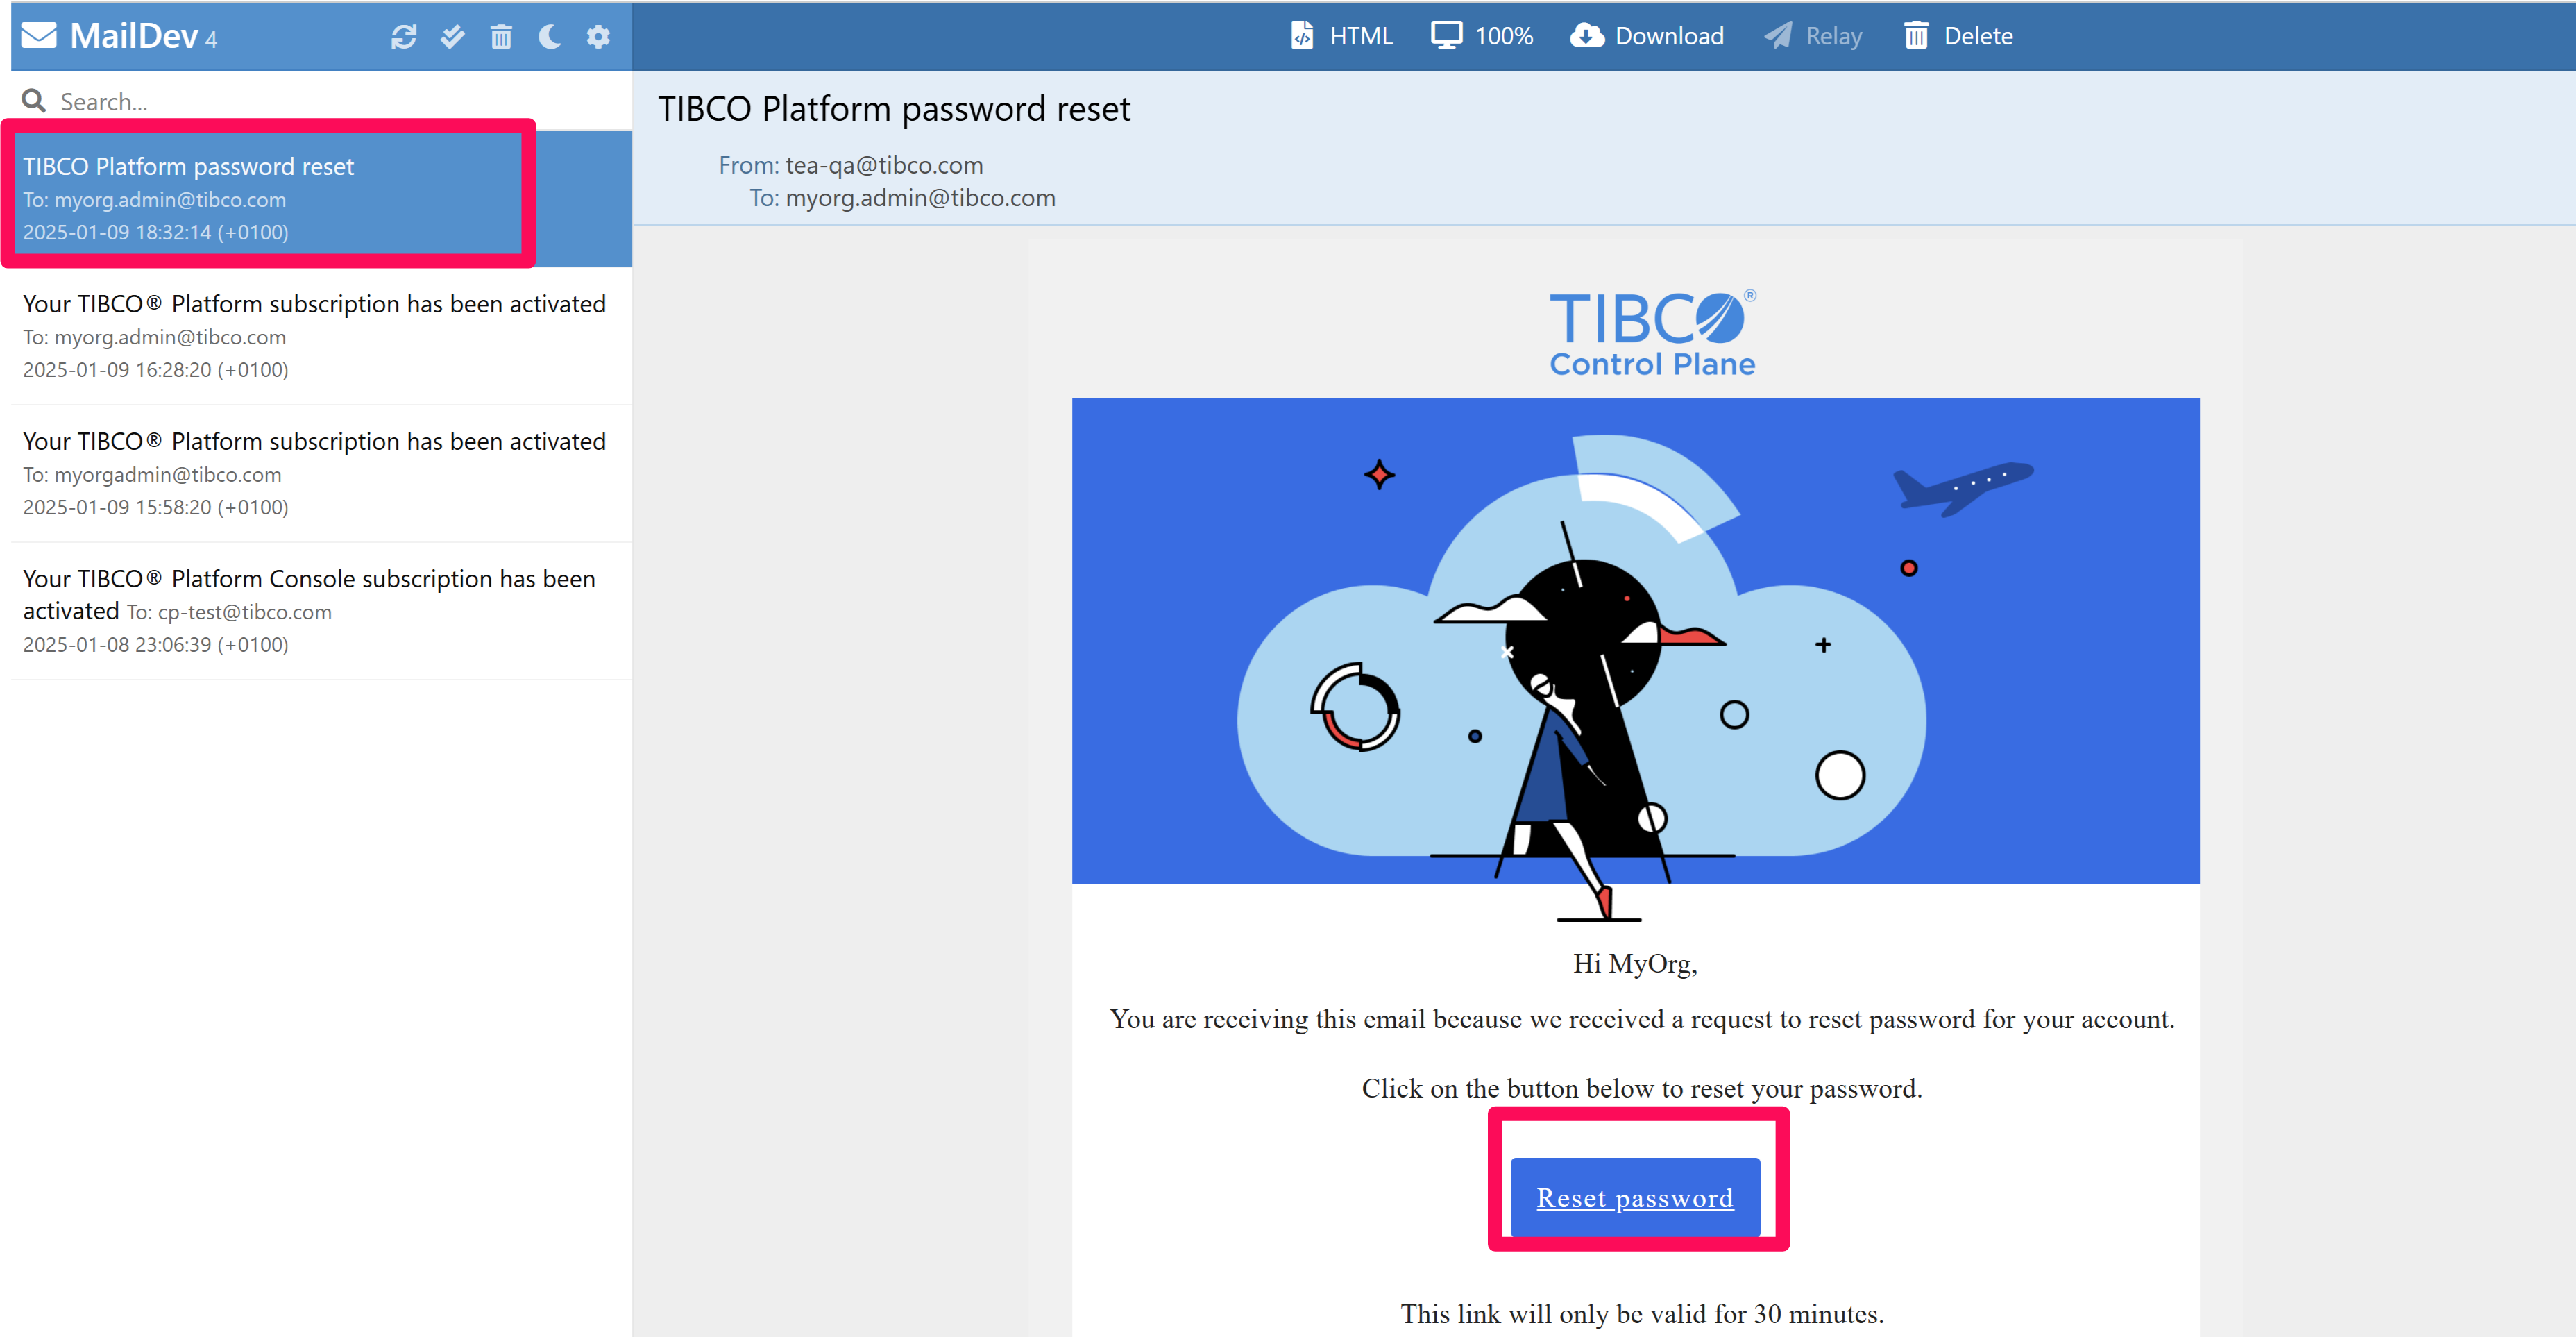 MailDev 4
HTML 100% Download Relay Delete
Search...
TIBCO Platform password reset
To: myorg.admin@tibco.com
2025-01-09 18:32:14 (+0100)
Your TIBCO® Platform subscription has been activated
To: myorg.admin@tibco.com
2025-01-09 16:28:20 (+0100)
Your TIBCO® Platform subscription has been activated
To: myorgadmin@tibco.com
2025-01-09 15:58:20 (+0100)
Your TIBCO® Platform Console subscription has been
activated To: cp-test@tibco.com
2025-01-08 23:06:39 (+0100)
TIBCO Platform password reset
From: tea-qa@tibco.com
To: myorg.admin@tibco.com
TIBCO®
Control Plane
Hi MyOrg,
You are receiving this email because we received a request to reset password for your account.
Click on the button below to reset your password.
Reset password
This link will only be valid for 30 minutes.